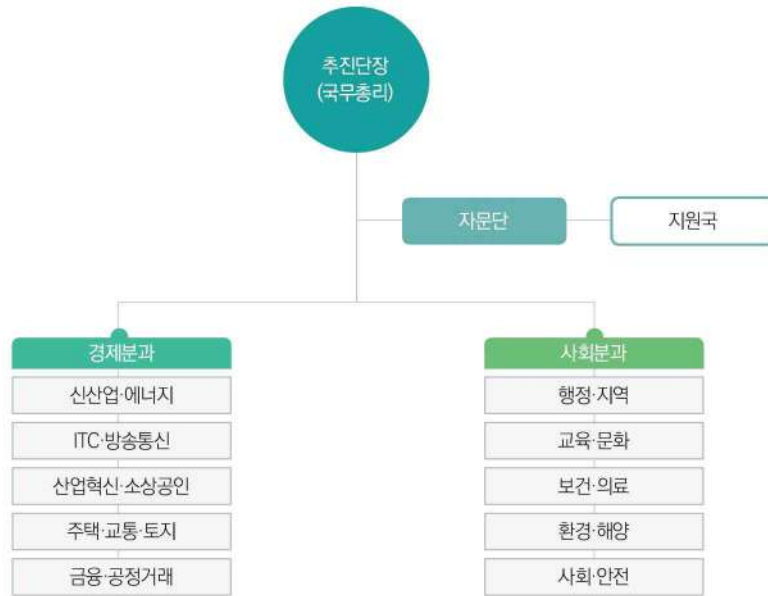 추진단장
(국무총리)
자문단
지원국
경제분과
신산업·에너지
ITC·방송통신
산업혁신·소상공인
주택·교통·토지
금융·공정거래
사회분과
행정·지역
교육·문화
보건·의료
환경·해양
사회·안전